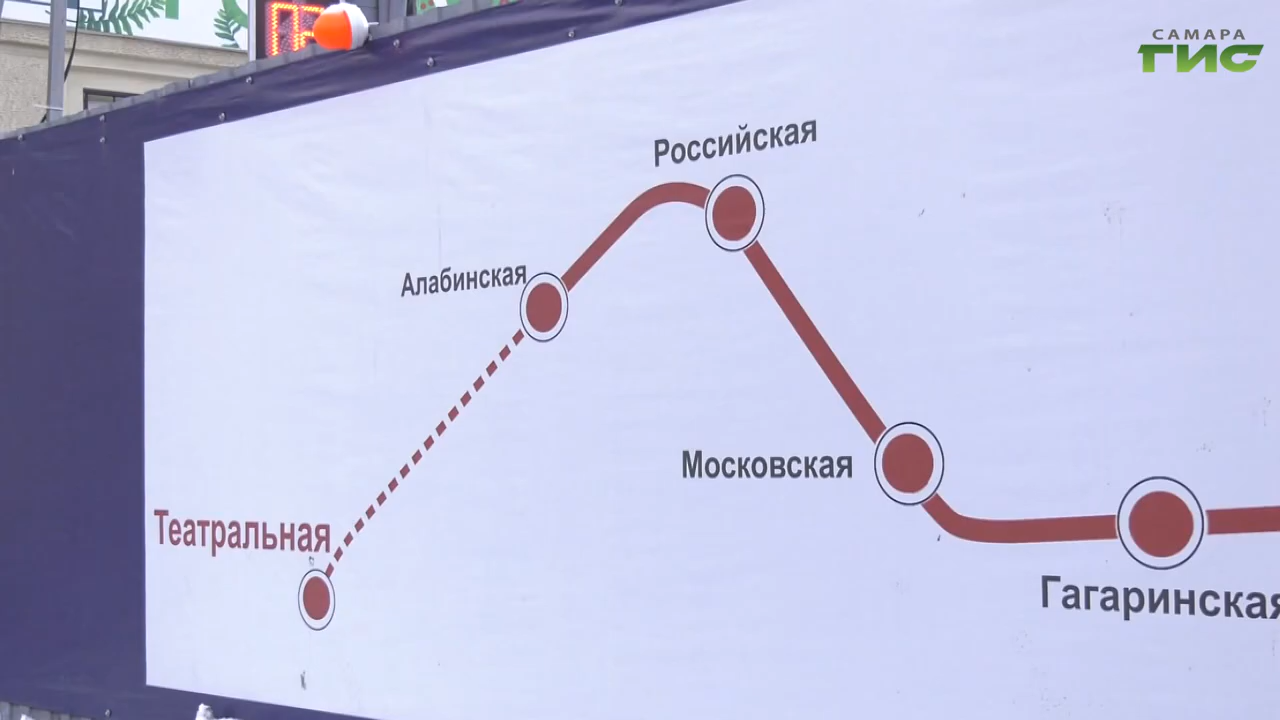 САМАРА
ГИС
Российская
Алабинская
Московская
Театральная
Гагаринская